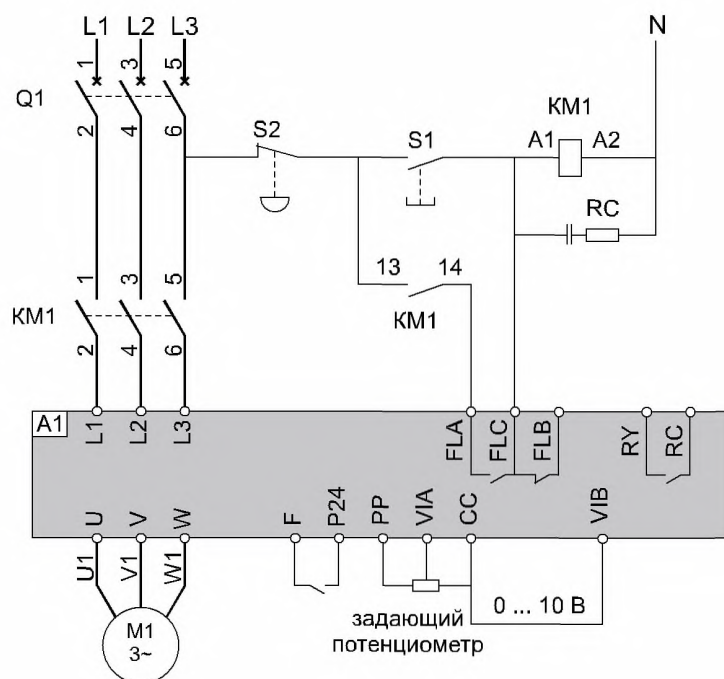 L1 L2 L3
N
1 3 5
Q1
2 4 6
S2
S1
KM1
A1 A2
RC
13 14
KM1
1 3 5
KM1
2 4 6
A1
L1 L2 L3
FLA FLC FLB
RY RC
U V W
F P24 PP VIA CC VIB
U1 V1 W1
0 ... 10 В
задающий
потенциометр
M1
3~